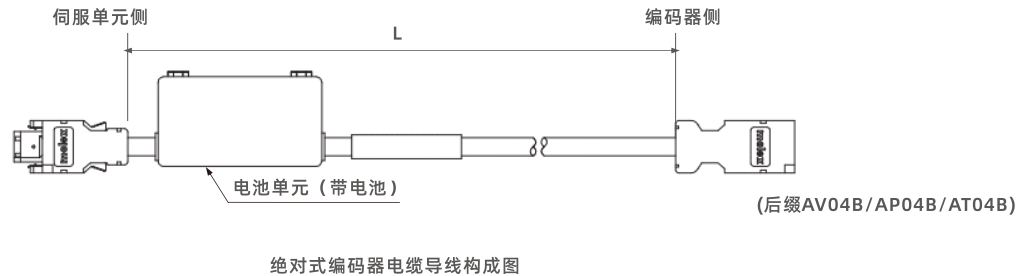 伺服单元侧
编码器侧
L
molex
molex
电池单元（带电池）
(后缀AV04B/AP04B/AT04B)
绝对式编码器电缆导线构成图